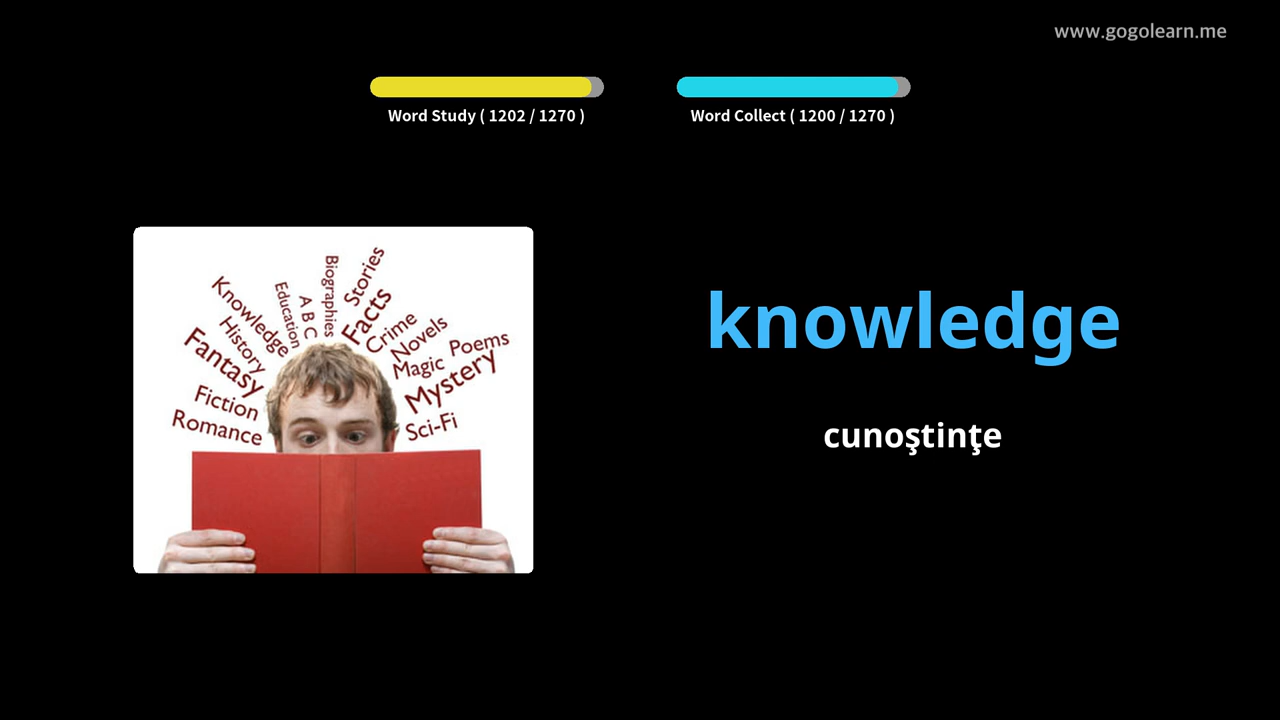 www.gogolearn.me
Word Study ( 1202 / 1270 )
Word Collect ( 1200 / 1270 )
Romance
Fiction
Fantasy
History
Knowledge
Education
A B C
Biographies
Stories
Facts
Crime
Novels
Magic
Poems
Mystery
Sci-Fi
knowledge
cunoştinţe